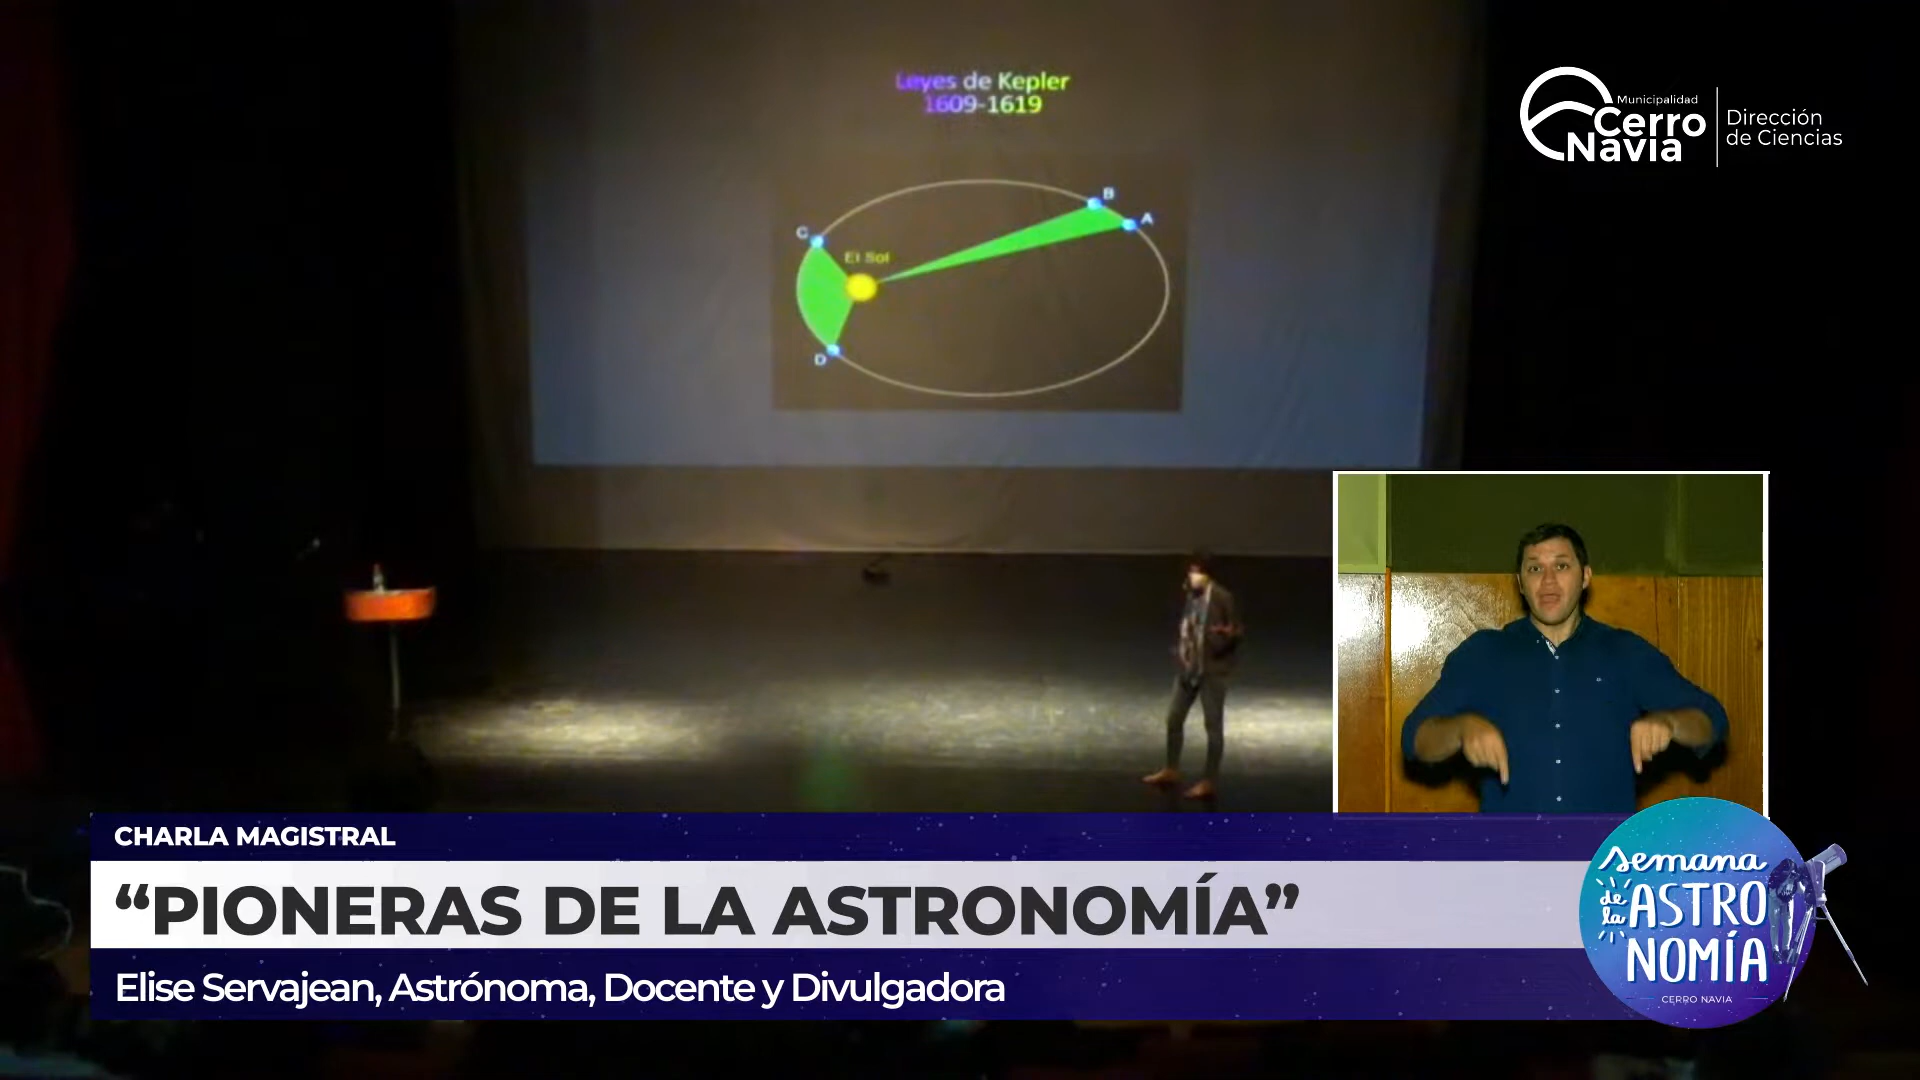 Leyes de Kepler
1609-1619
B
A
C
El Sol
D
Municipalidad
Cerro
Navia
Dirección
de Ciencias
CHARLA MAGISTRAL
“PIONERAS DE LA ASTRONOMÍA”
Elise Servajean, Astrónoma, Docente y Divulgadora
semana
de
la
ASTRO
NOMÍA
CERRO NAVIA